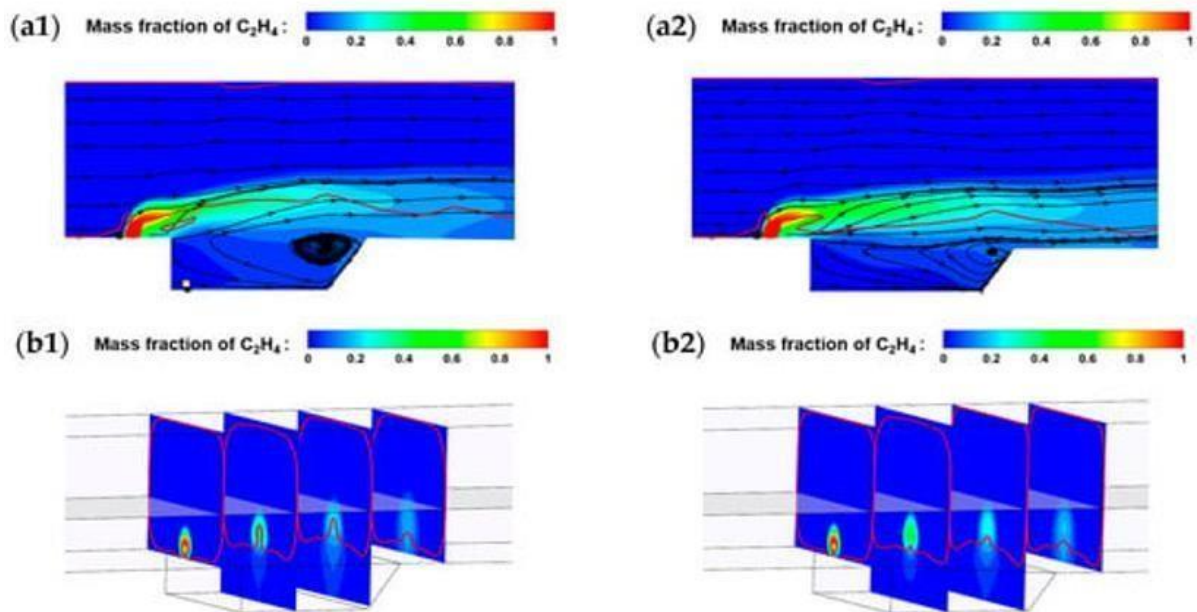 (a1) Mass fraction of C₂H₄ : 0 0.2 0.4 0.6 0.8 1
(a2) Mass fraction of C₂H₄ : 0 0.2 0.4 0.6 0.8 1
(b1) Mass fraction of C₂H₄ : 0 0.2 0.4 0.6 0.8 1
(b2) Mass fraction of C₂H₄ : 0 0.2 0.4 0.6 0.8 1